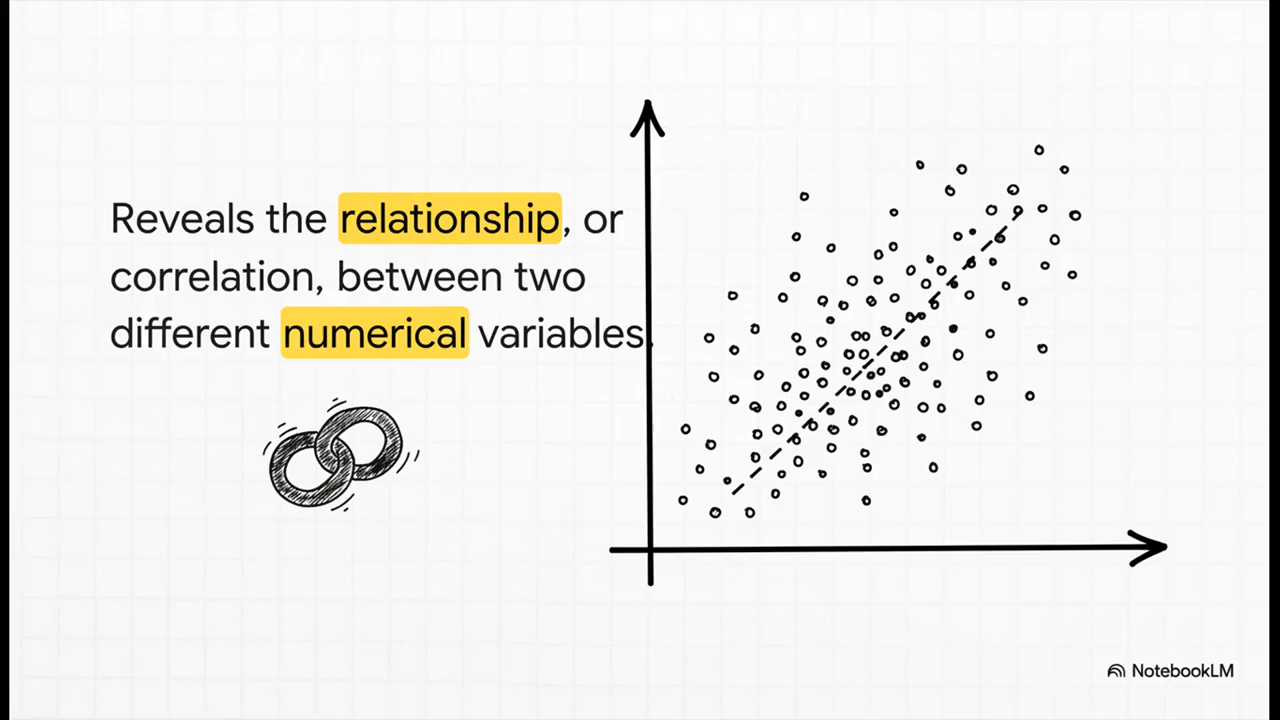 Reveals the relationship, or
correlation, between two
different numerical variables.
NotebookLM